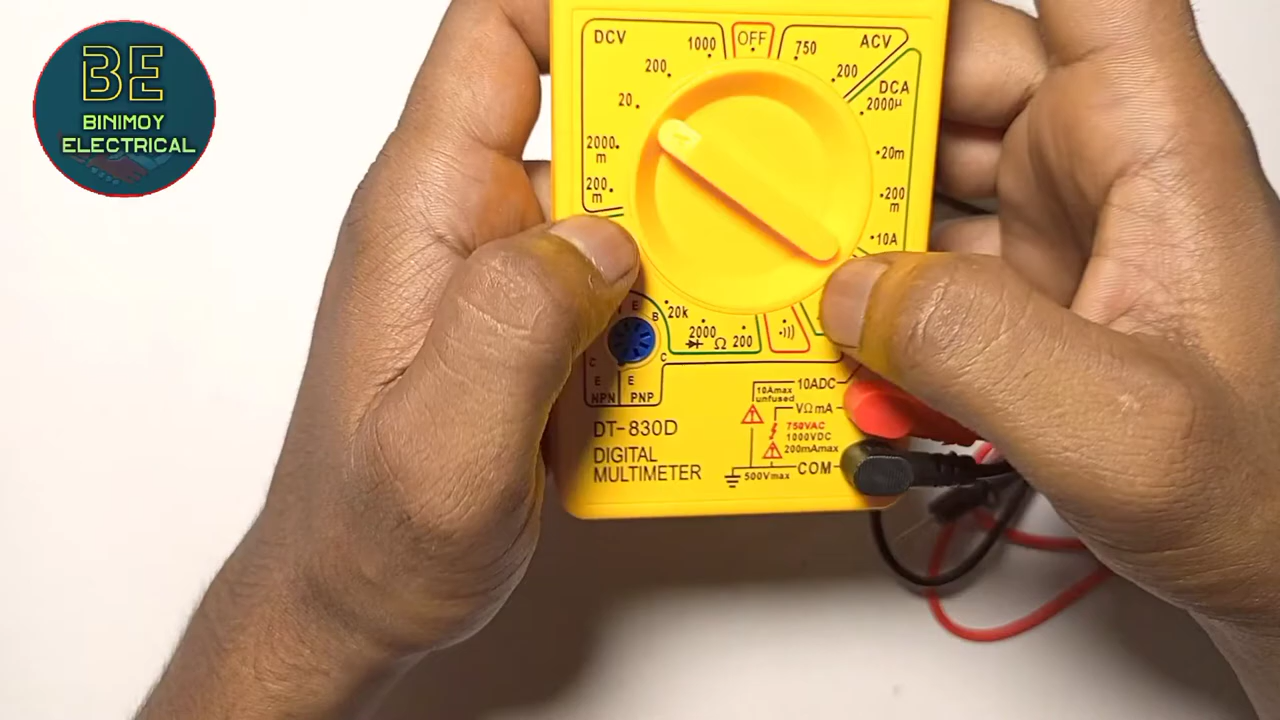 BE
BINIMOY
ELECTRICAL
DCV
1000
OFF
750
ACV
200
200
DCA
2000µ
20
2000
m
20m
200
m
200
m
10A
20k
2000
Ω 200
E
B
C
C
E
E
NPN
PNP
10Amax
unfused
10ADC
VΩmA
750VAC
1000VDC
200mAmax
COM
500Vmax
DT-830D
DIGITAL
MULTIMETER